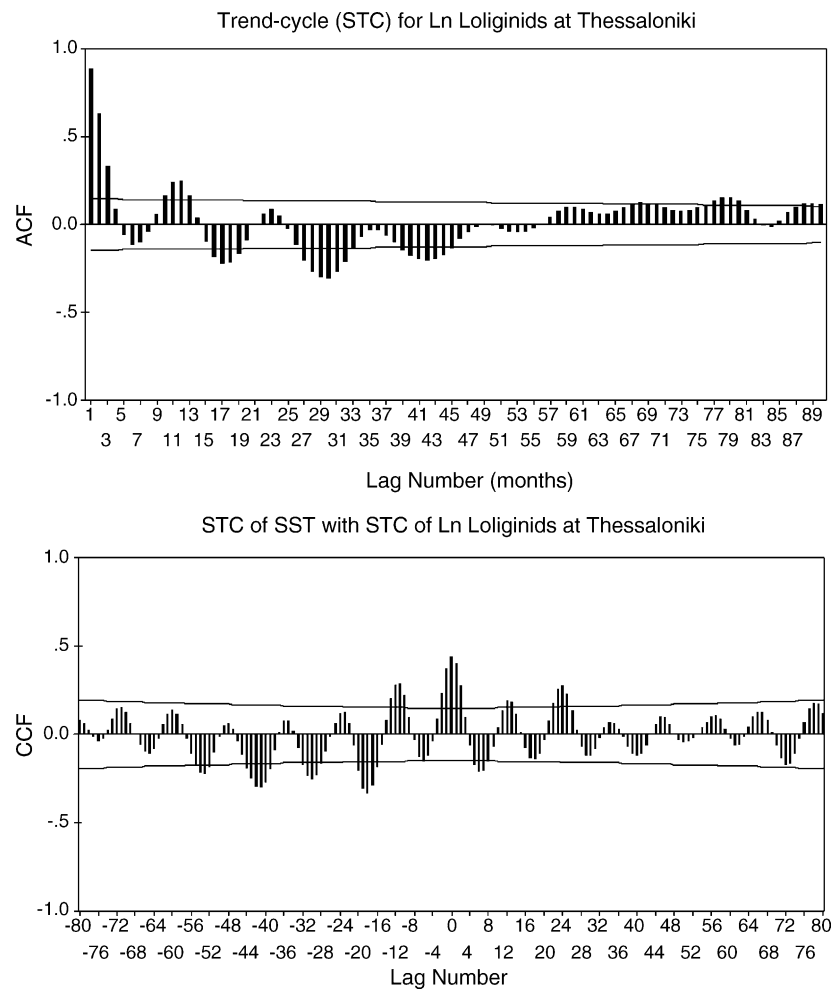 Trend-cycle (STC) for Ln Loliginids at Thessaloniki
1.0
.5
ACF
0.0
-.5
-1.0
1 5 9 13 17 21 25 29 33 37 41 45 49 53 57 61 65 69 73 77 81 85 89
3 7 11 15 19 23 27 31 35 39 43 47 51 55 59 63 67 71 75 79 83 87
Lag Number (months)
STC of SST with STC of Ln Loliginids at Thessaloniki
1.0
.5
CCF
0.0
-.5
-1.0
-80 -72 -64 -56 -48 -40 -32 -24 -16 -8 0 8 16 24 32 40 48 56 64 72 80
-76 -68 -60 -52 -44 -36 -28 -20 -12 -4 4 12 20 28 36 44 52 60 68 76
Lag Number